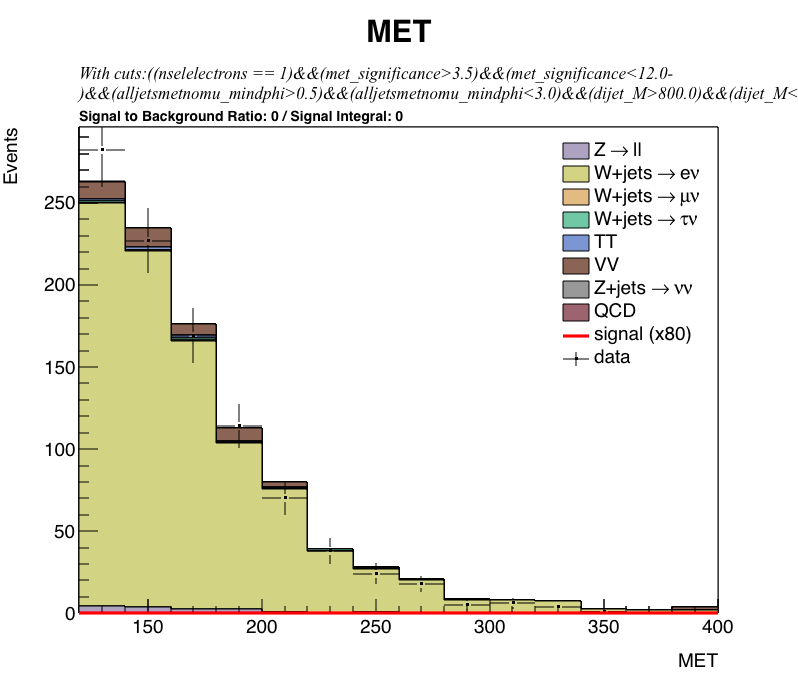 MET
With cuts:((nselelectrons == 1)&&(met_significance>3.5)&&(met_significance<12.0-
)&&(alljetsmetnomu_mindphi>0.5)&&(alljetsmetnomu_mindphi<3.0)&&(dijet_M>800.0)&&(dijet_M<
Signal to Background Ratio: 0 / Signal Integral: 0
Events
Z → ll
W+jets → eν
W+jets → μν
W+jets → τν
TT
VV
Z+jets → νν
QCD
signal (x80)
data
250
200
150
100
50
0
150 200 250 300 350 400
MET